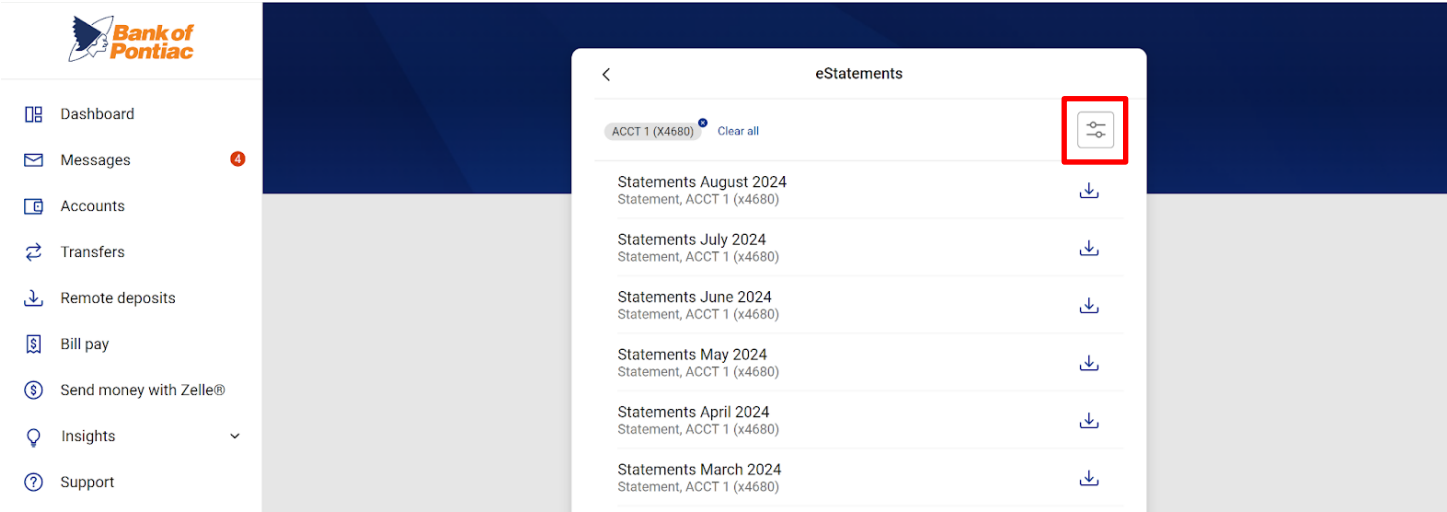 Bank of
Pontiac
Dashboard
Messages
4
Accounts
Transfers
Remote deposits
Bill pay
Send money with Zelle®
Insights
Support
eStatements
ACCT 1 (X4680)
Clear all
Statements August 2024
Statement, ACCT 1 (x4680)
Statements July 2024
Statement, ACCT 1 (x4680)
Statements June 2024
Statement, ACCT 1 (x4680)
Statements May 2024
Statement, ACCT 1 (x4680)
Statements April 2024
Statement, ACCT 1 (x4680)
Statements March 2024
Statement, ACCT 1 (x4680)